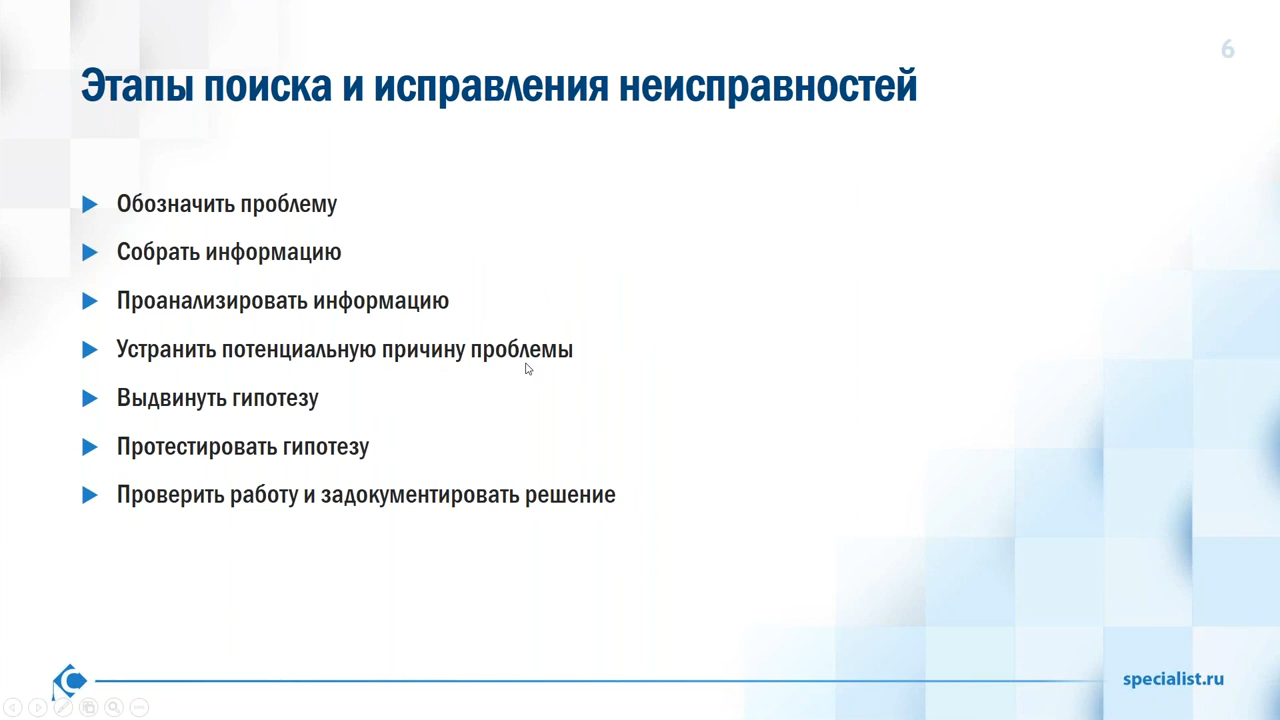 6
Этапы поиска и исправления неисправностей
Обозначить проблему
Собрать информацию
Проанализировать информацию
Устранить потенциальную причину проблемы
Выдвинуть гипотезу
Протестировать гипотезу
Проверить работу и задокументировать решение
specialist.ru